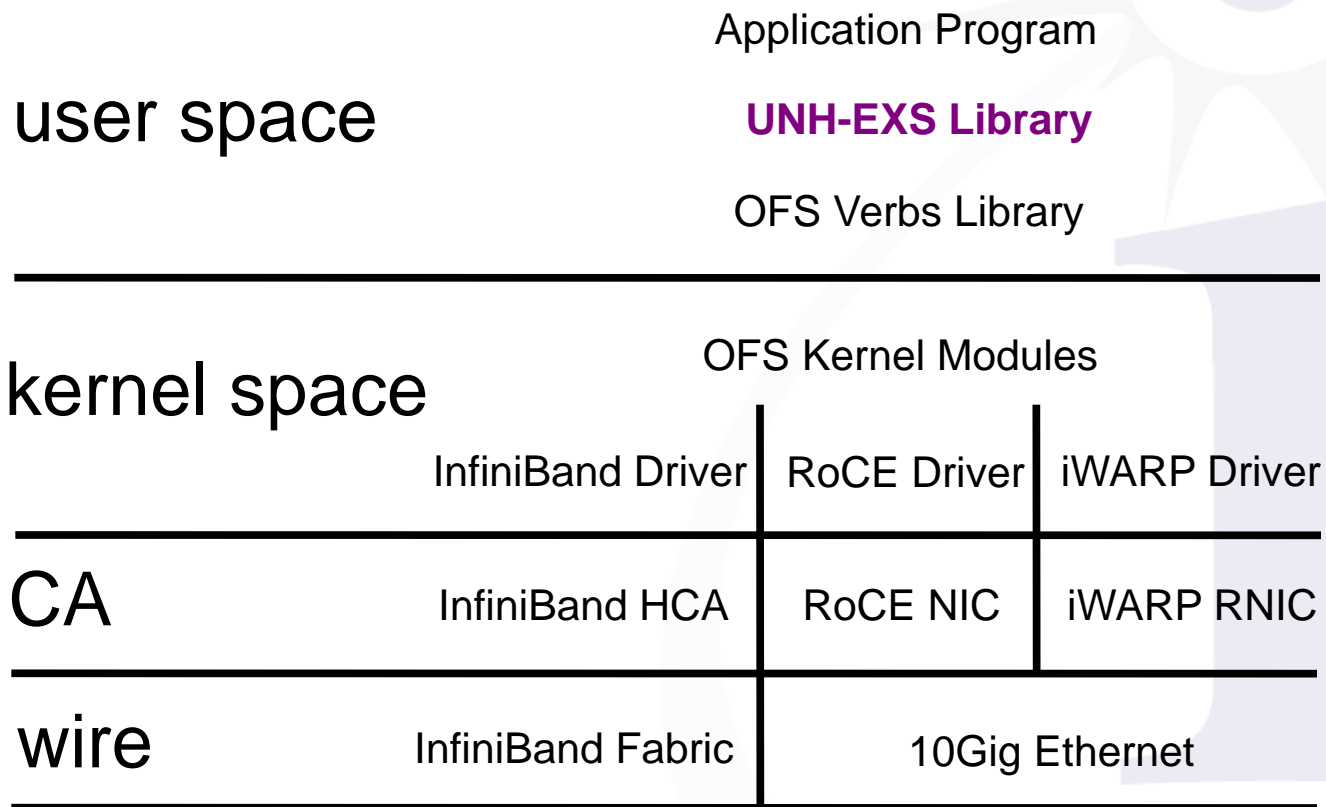 Application Program
user space
UNH-EXS Library
OFS Verbs Library
OFS Kernel Modules
kernel space
InfiniBand Driver
RoCE Driver
iWARP Driver
CA
InfiniBand HCA
RoCE NIC
iWARP RNIC
wire
InfiniBand Fabric
10Gig Ethernet